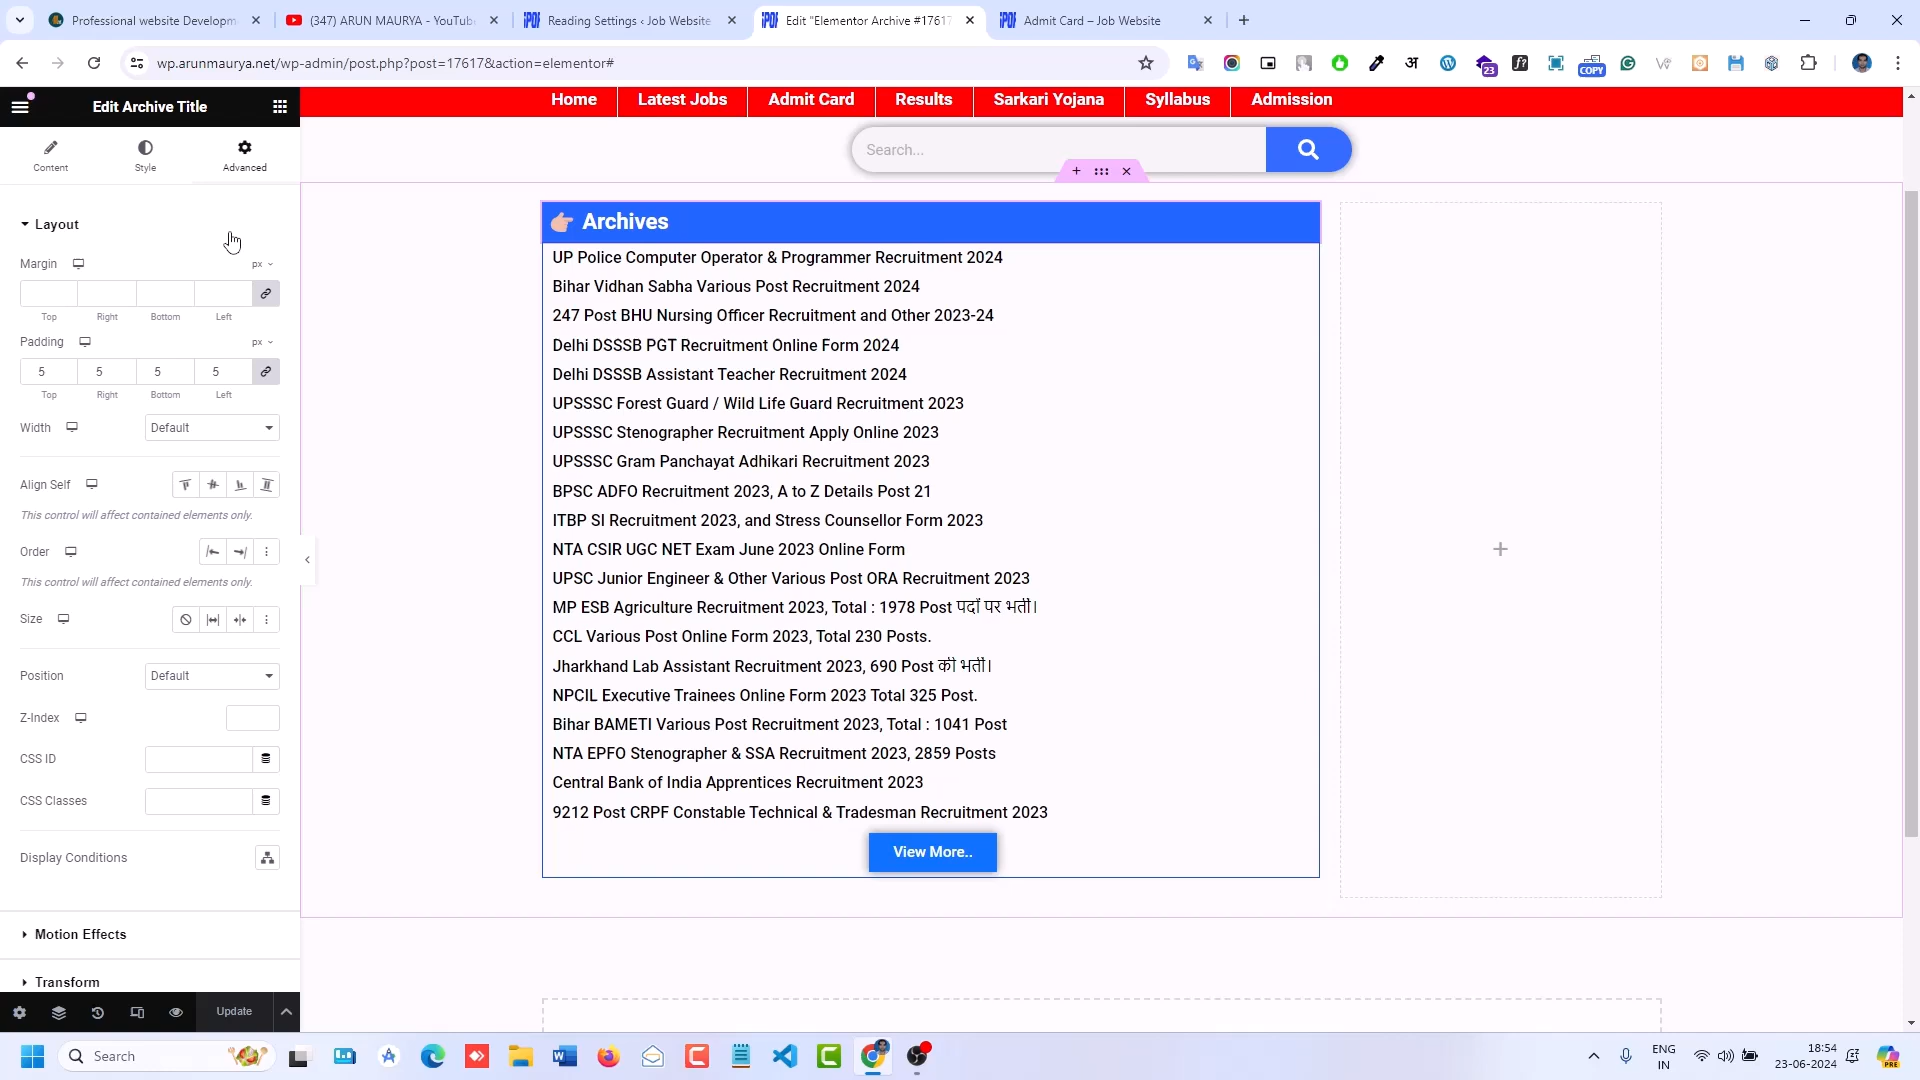 Professional website Developm
(347) ARUN MAURYA - YouTube
Reading Settings ‹ Job Website
Edit "Elementor Archive #17617
Admit Card – Job Website
wp.arunmaurya.net/wp-admin/post.php?post=17617&action=elementor#
23
COPY
Edit Archive Title
Content
Style
Advanced
Layout
Margin
px
Top
Right
Bottom
Left
Padding
px
5
5
5
5
Top
Right
Bottom
Left
Width
Default
Align Self
This control will affect contained elements only.
Order
This control will affect contained elements only.
Size
Position
Default
Z-Index
CSS ID
CSS Classes
Display Conditions
Motion Effects
Transform
Update
Home
Latest Jobs
Admit Card
Results
Sarkari Yojana
Syllabus
Admission
Search...
Archives
UP Police Computer Operator & Programmer Recruitment 2024
Bihar Vidhan Sabha Various Post Recruitment 2024
247 Post BHU Nursing Officer Recruitment and Other 2023-24
Delhi DSSSB PGT Recruitment Online Form 2024
Delhi DSSSB Assistant Teacher Recruitment 2024
UPSSSC Forest Guard / Wild Life Guard Recruitment 2023
UPSSSC Stenographer Recruitment Apply Online 2023
UPSSSC Gram Panchayat Adhikari Recruitment 2023
BPSC ADFO Recruitment 2023, A to Z Details Post 21
ITBP SI Recruitment 2023, and Stress Counsellor Form 2023
NTA CSIR UGC NET Exam June 2023 Online Form
UPSC Junior Engineer & Other Various Post ORA Recruitment 2023
MP ESB Agriculture Recruitment 2023, Total : 1978 Post पदों पर भर्ती।
CCL Various Post Online Form 2023, Total 230 Posts.
Jharkhand Lab Assistant Recruitment 2023, 690 Post की भर्ती।
NPCIL Executive Trainees Online Form 2023 Total 325 Post.
Bihar BAMETI Various Post Recruitment 2023, Total : 1041 Post
NTA EPFO Stenographer & SSA Recruitment 2023, 2859 Posts
Central Bank of India Apprentices Recruitment 2023
9212 Post CRPF Constable Technical & Tradesman Recruitment 2023
View More..
Search
ENG
IN
18:54
23-06-2024